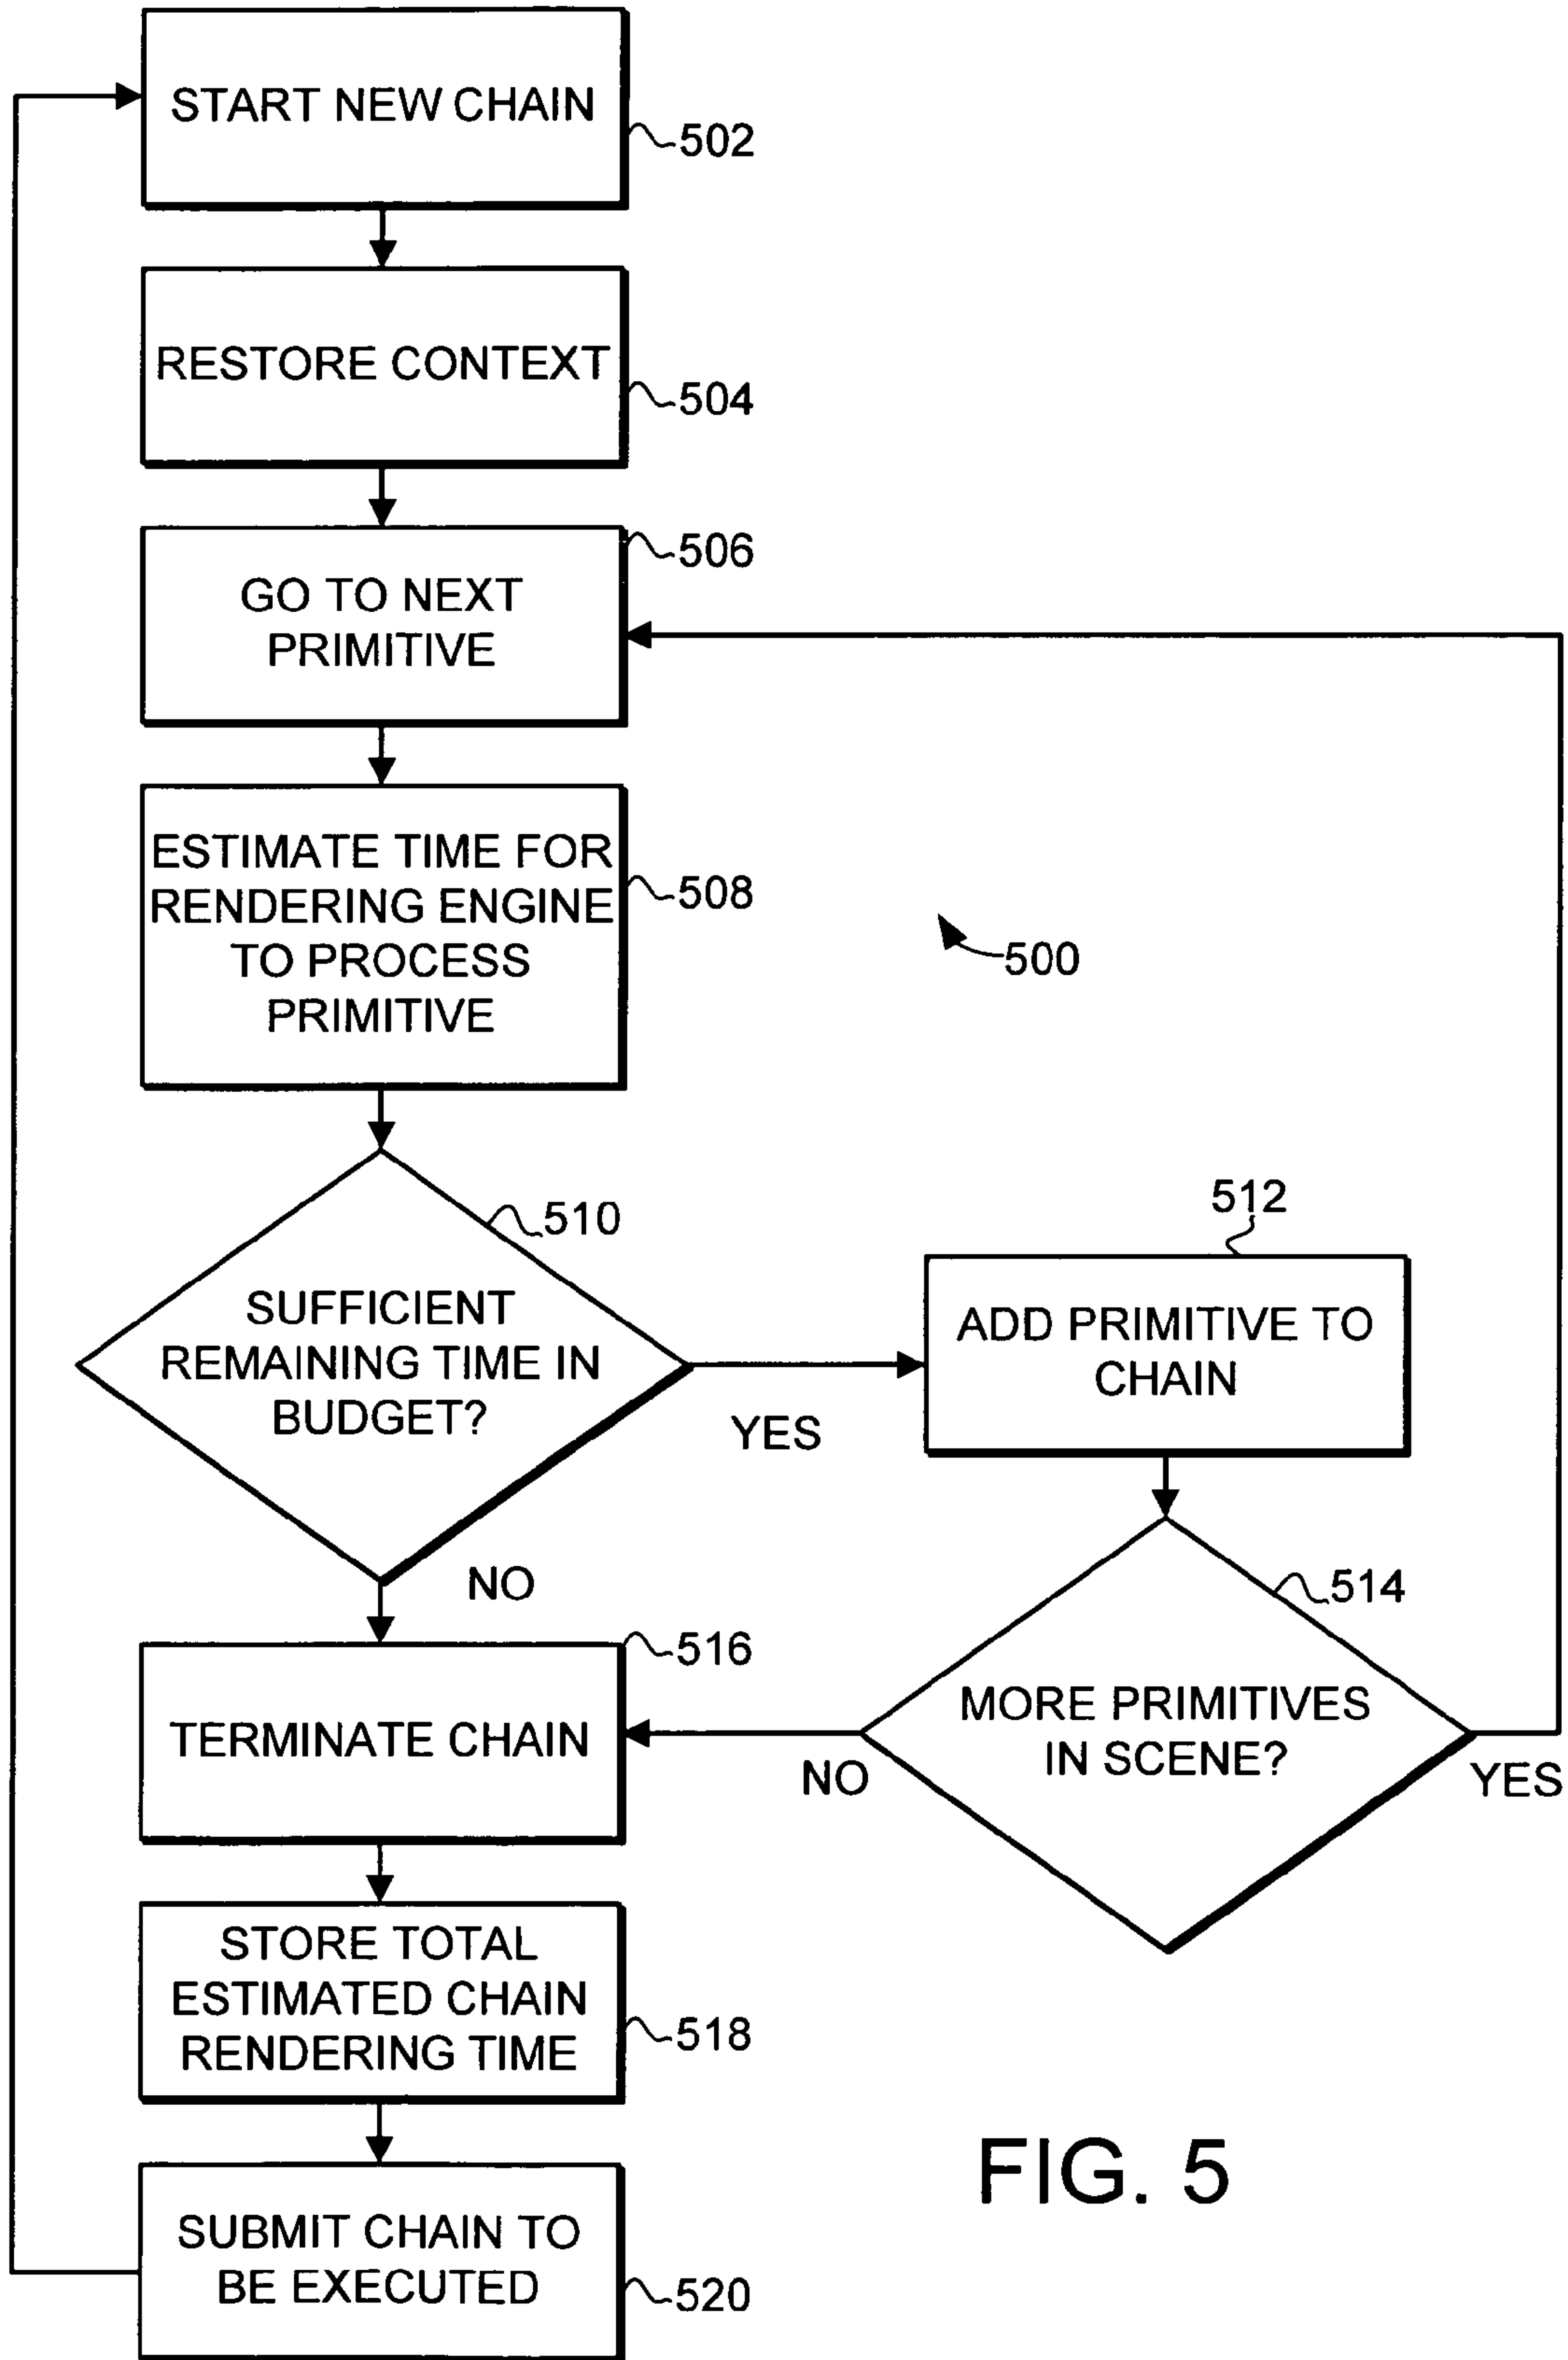 START NEW CHAIN
502
RESTORE CONTEXT
504
506
GO TO NEXT
PRIMITIVE
ESTIMATE TIME FOR
RENDERING ENGINE
TO PROCESS
PRIMITIVE
508
500
510
SUFFICIENT
REMAINING TIME IN
BUDGET?
YES
NO
512
ADD PRIMITIVE TO
CHAIN
514
MORE PRIMITIVES
IN SCENE?
NO
YES
516
TERMINATE CHAIN
STORE TOTAL
ESTIMATED CHAIN
RENDERING TIME
518
SUBMIT CHAIN TO
BE EXECUTED
520
FIG. 5